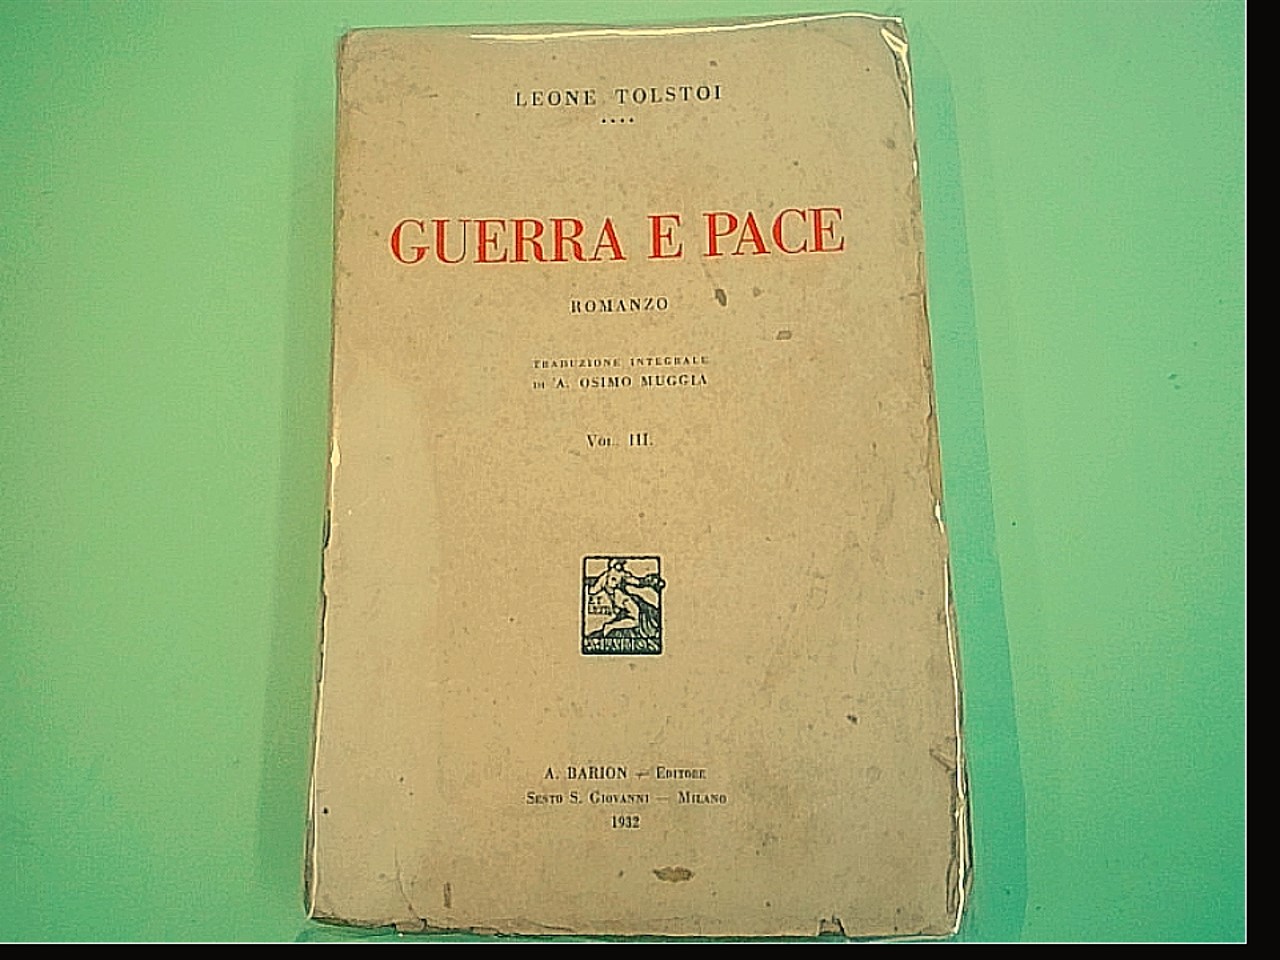 LEONE TOLSTOI
GUERRA E PACE
ROMANZO
TRADUZIONE INTEGRALE
DI A. OSIMO MUGGIA
VOL. III.
A. BARION — EDITORE
SESTO S. GIOVANNI — MILANO
1932